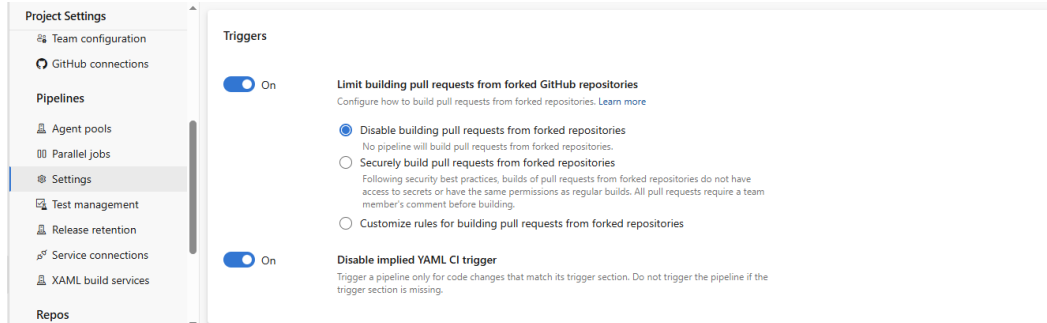 Project Settings
Team configuration
GitHub connections
Pipelines
Agent pools
Parallel jobs
Settings
Test management
Release retention
Service connections
XAML build services
Repos
Triggers
On
Limit building pull requests from forked GitHub repositories
Configure how to build pull requests from forked repositories. Learn more
Disable building pull requests from forked repositories
No pipeline will build pull requests from forked repositories.
Securely build pull requests from forked repositories
Following security best practices, builds of pull requests from forked repositories do not have
access to secrets or have the same permissions as regular builds. All pull requests require a team
member's comment before building.
Customize rules for building pull requests from forked repositories
On
Disable implied YAML CI trigger
Trigger a pipeline only for code changes that match its trigger section. Do not trigger the pipeline if the
trigger section is missing.